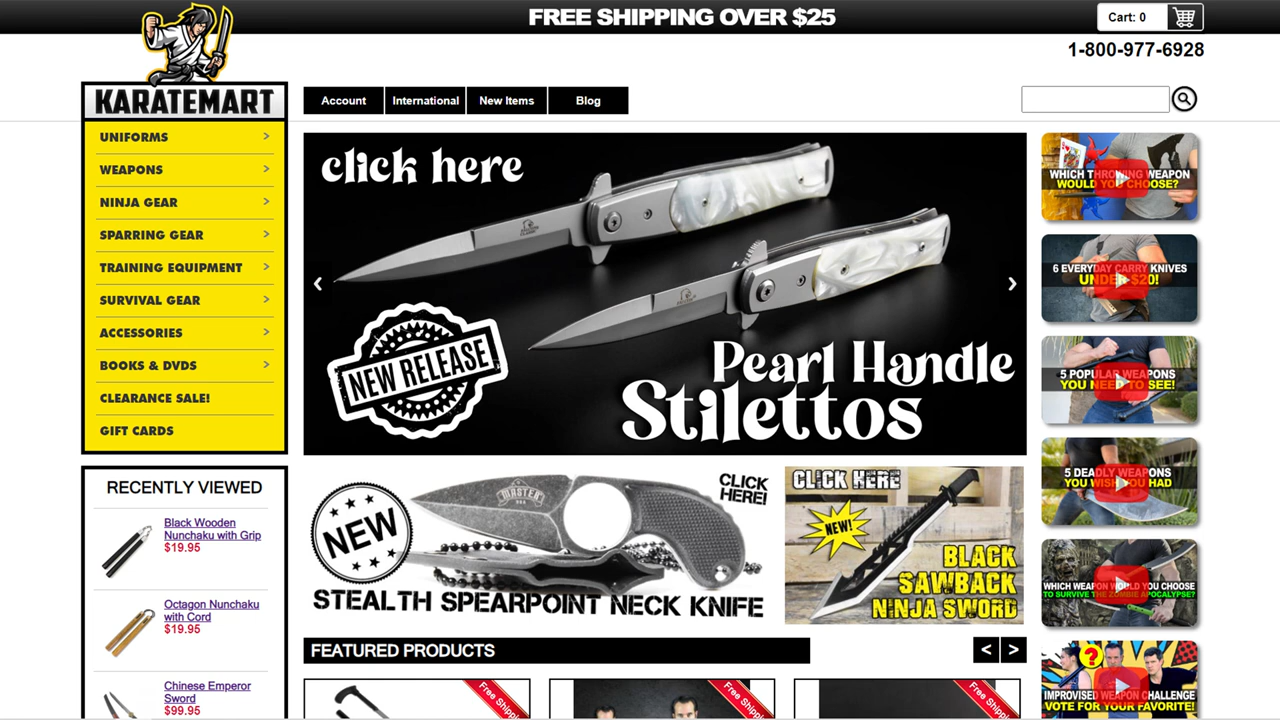 FREE SHIPPING OVER $25
Cart: 0
1-800-977-6928
KARATEMART
Account
International
New Items
Blog
UNIFORMS
WEAPONS
NINJA GEAR
SPARRING GEAR
TRAINING EQUIPMENT
SURVIVAL GEAR
ACCESSORIES
BOOKS & DVDS
CLEARANCE SALE!
GIFT CARDS
RECENTLY VIEWED
Black Wooden
Nunchaku with Grip
$19.95
Octagon Nunchaku
with Cord
$19.95
Chinese Emperor
Sword
$99.95
click here
NEW RELEASE
Pearl Handle
Stilettos
NEW
MASTER
CLICK
HERE!
STEALTH SPEARPOINT NECK KNIFE
CLICK HERE
NEW!
BLACK
SAWBACK
NINJA SWORD
FEATURED PRODUCTS
< >
Free Shippi
Free Shippi
Free Shippi
WHICH THROWING WEAPON
WOULD YOU CHOOSE?
6 EVERYDAY CARRY KNIVES
UNDER $20!
5 POPULAR WEAPONS
YOU NEED TO SEE!
5 DEADLY WEAPONS
YOU WISH YOU HAD
WHICH WEAPON WOULD YOU CHOOSE
TO SURVIVE THE ZOMBIE APOCALYPSE?
?
IMPROVISED WEAPON CHALLENGE
VOTE FOR YOUR FAVORITE!